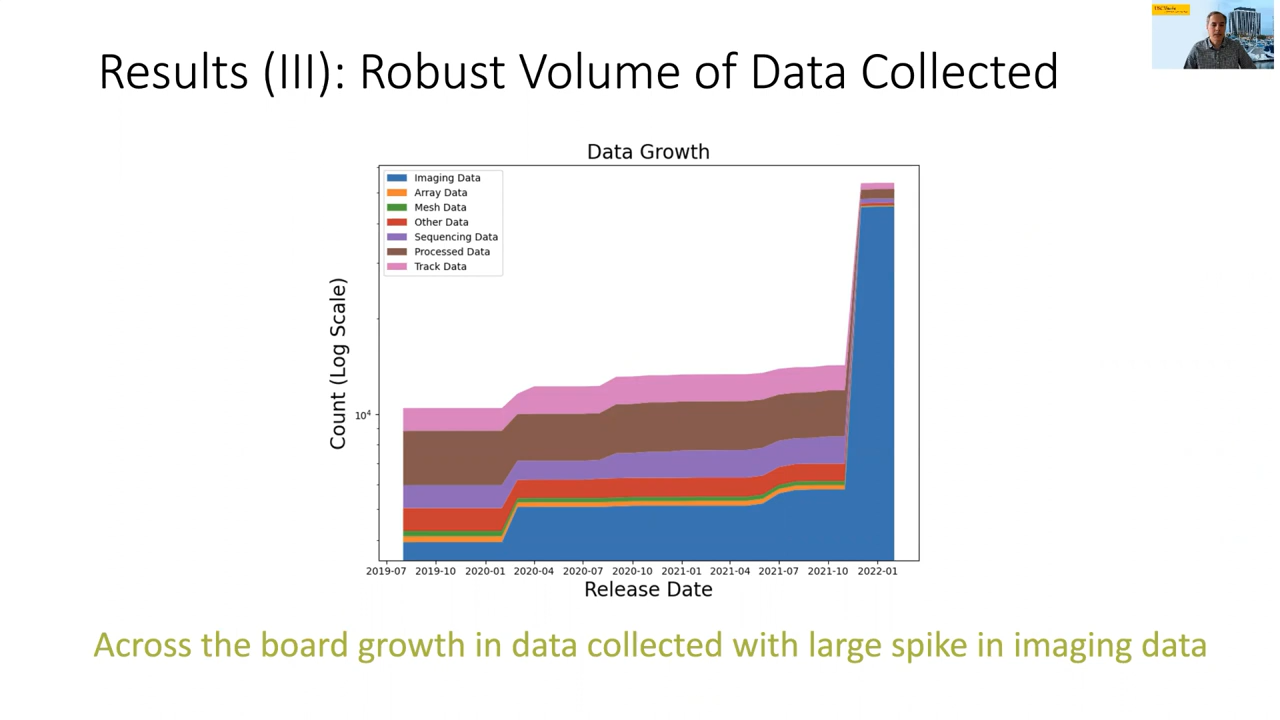 Results (III): Robust Volume of Data Collected
Data Growth
Imaging Data
Array Data
Mesh Data
Other Data
Sequencing Data
Processed Data
Track Data
Count (Log Scale)
10⁴
2019-07 2019-10 2020-01 2020-04 2020-07 2020-10 2021-01 2021-04 2021-07 2021-10 2022-01
Release Date
Across the board growth in data collected with large spike in imaging data